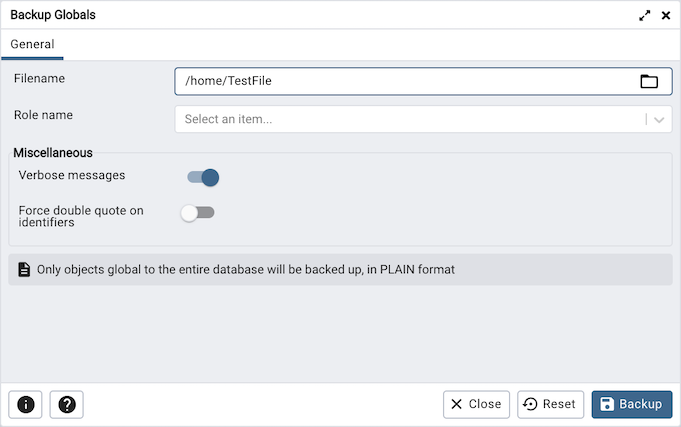 Backup Globals
General
Filename
/home/TestFile
Role name
Select an item...
Miscellaneous
Verbose messages
Force double quote on
identifiers
Only objects global to the entire database will be backed up, in PLAIN format
Close
Reset
Backup